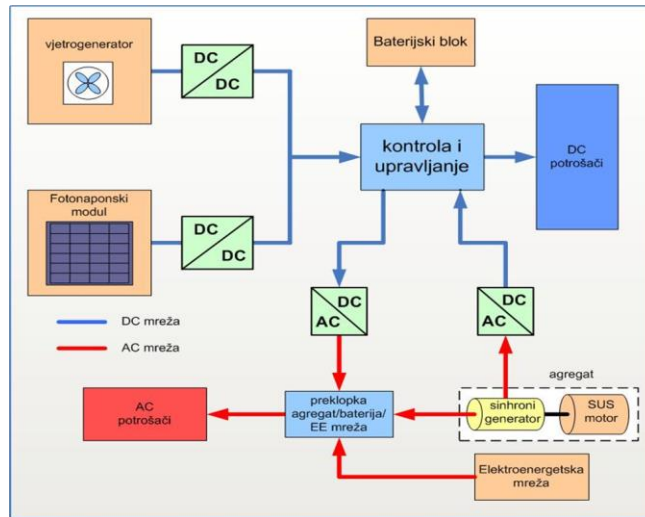 vjetrogenerator
DC
DC
Baterijski blok
kontrola i
upravljanje
DC
potrošači
Fotonaponski
modul
DC
DC
DC
AC
DC
AC
DC mreža
AC mreža
agregat
AC
potrošači
preklopka
agregat/baterija/
EE mreža
sinhroni
generator
SUS
motor
Elektroenergetska
mreža